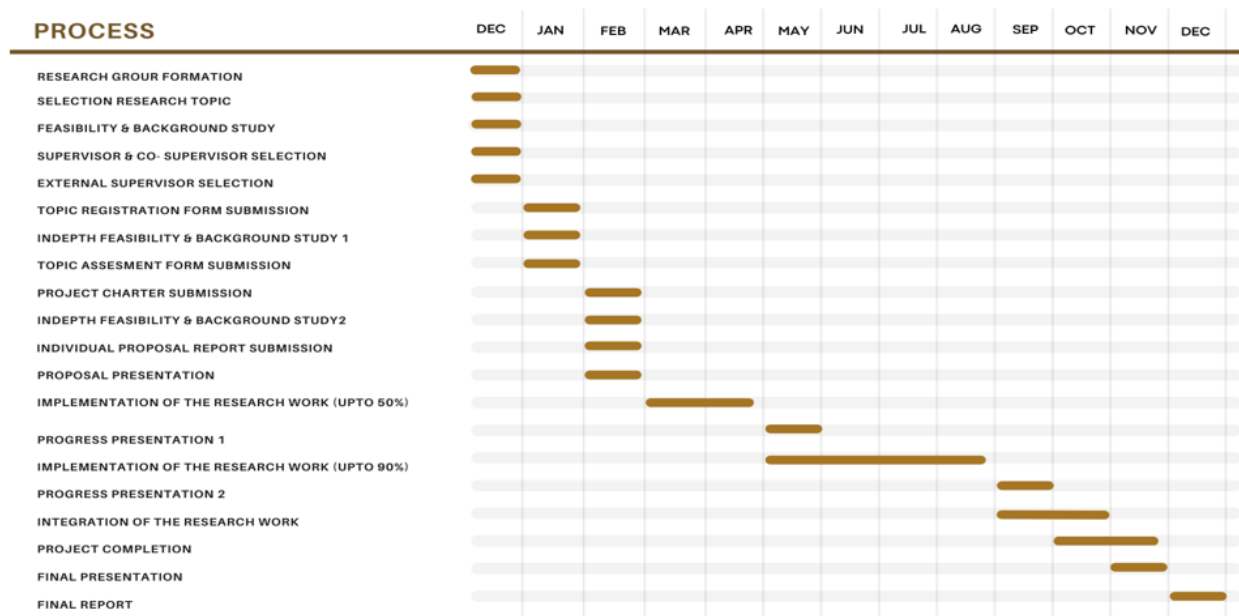 PROCESS DEC JAN FEB MAR APR MAY JUN JUL AUG SEP OCT NOV DEC
RESEARCH GROUR FORMATION
SELECTION RESEARCH TOPIC
FEASIBILITY & BACKGROUND STUDY
SUPERVISOR & CO- SUPERVISOR SELECTION
EXTERNAL SUPERVISOR SELECTION
TOPIC REGISTRATION FORM SUBMISSION
INDEPTH FEASIBILITY & BACKGROUND STUDY 1
TOPIC ASSESMENT FORM SUBMISSION
PROJECT CHARTER SUBMISSION
INDEPTH FEASIBILITY & BACKGROUND STUDY2
INDIVIDUAL PROPOSAL REPORT SUBMISSION
PROPOSAL PRESENTATION
IMPLEMENTATION OF THE RESEARCH WORK (UPTO 50%)
PROGRESS PRESENTATION 1
IMPLEMENTATION OF THE RESEARCH WORK (UPTO 90%)
PROGRESS PRESENTATION 2
INTEGRATION OF THE RESEARCH WORK
PROJECT COMPLETION
FINAL PRESENTATION
FINAL REPORT